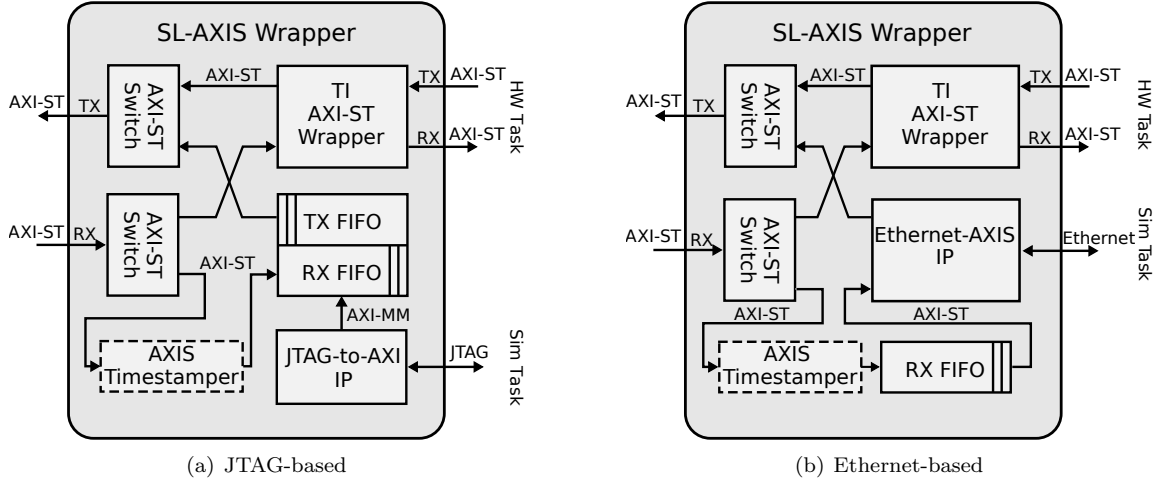 SL-AXIS Wrapper
AXI-ST
Switch
AXI-ST
TI
AXI-ST
Wrapper
TX
AXI-ST
RX
AXI-ST
HW Task
AXI-ST
TX
AXI-ST
RX
AXI-ST
Switch
AXI-ST
TX FIFO
RX FIFO
AXI-MM
AXIS
Timestamper
JTAG-to-AXI
IP
JTAG
Sim Task
(a) JTAG-based
SL-AXIS Wrapper
AXI-ST
Switch
AXI-ST
TI
AXI-ST
Wrapper
TX
AXI-ST
RX
AXI-ST
HW Task
AXI-ST
TX
AXI-ST
RX
AXI-ST
Switch
Ethernet-AXIS
IP
Ethernet
Sim Task
AXI-ST
AXI-ST
AXIS
Timestamper
RX FIFO
(b) Ethernet-based